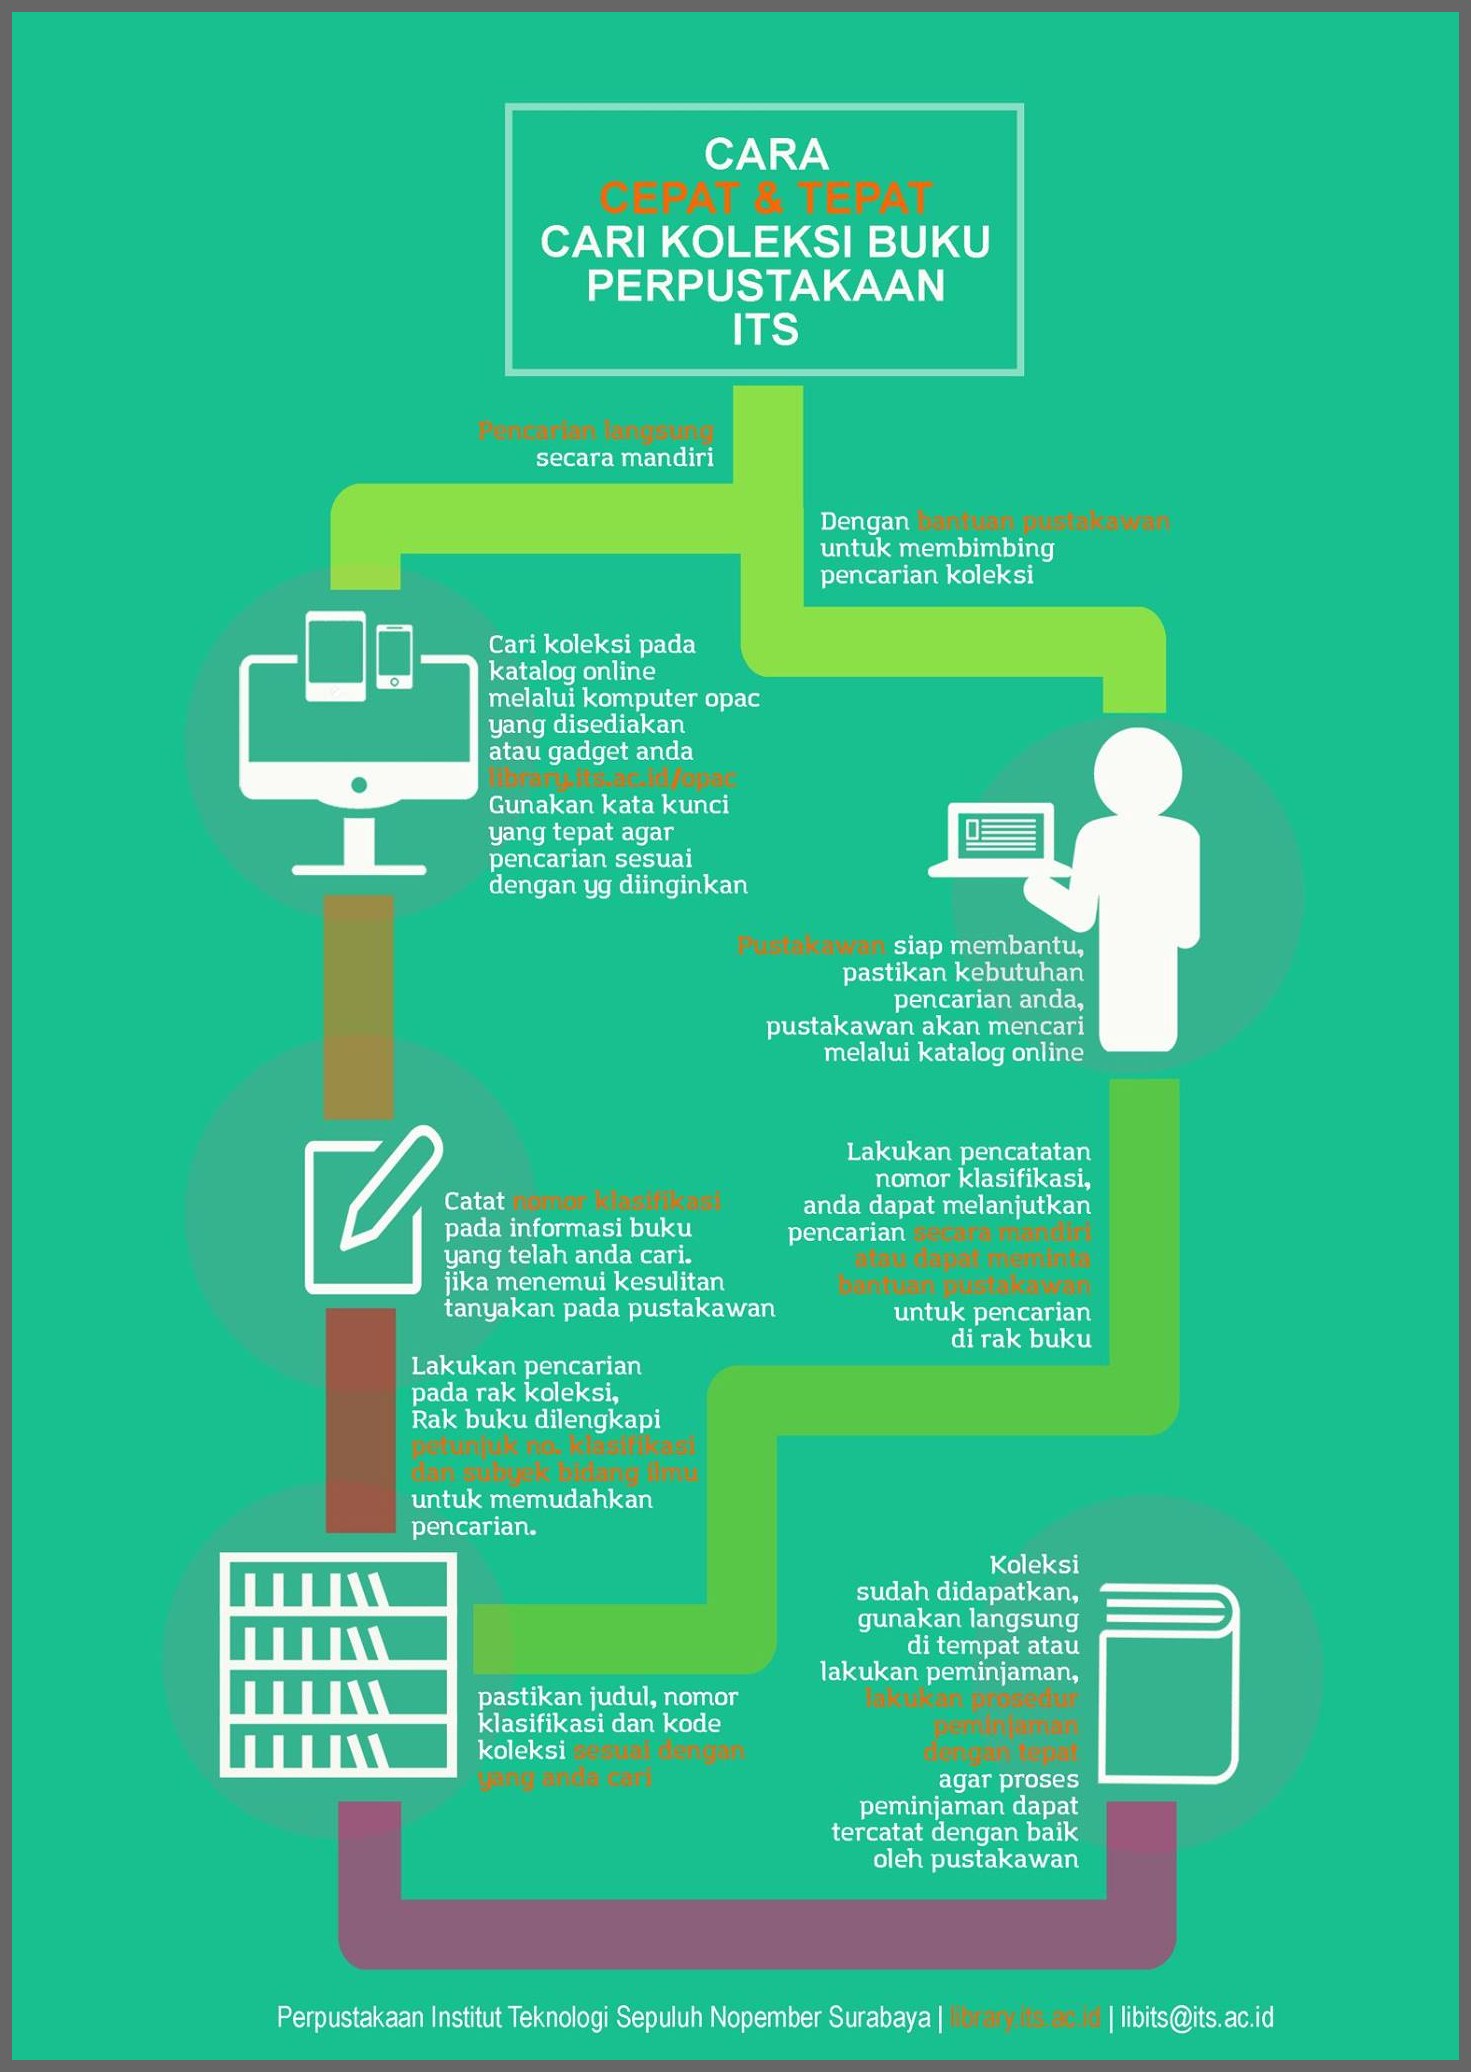 CARA
CEPAT & TEPAT
CARI KOLEKSI BUKU
PERPUSTAKAAN
ITS
Pencarian langsung
secara mandiri
Dengan bantuan pustakawan
untuk membimbing
pencarian koleksi
Cari koleksi pada
katalog online
melalui komputer opac
yang disediakan
atau gadget anda
library.its.ac.id/opac
Gunakan kata kunci
yang tepat agar
pencarian sesuai
dengan yg diinginkan
Pustakawan siap membantu,
pastikan kebutuhan
pencarian anda,
pustakawan akan mencari
melalui katalog online
Catat nomor klasifikasi
pada informasi buku
yang telah anda cari.
jika menemui kesulitan
tanyakan pada pustakawan
Lakukan pencatatan
nomor klasifikasi,
anda dapat melanjutkan
pencarian secara mandiri
atau dapat meminta
bantuan pustakawan
untuk pencarian
di rak buku
Lakukan pencarian
pada rak koleksi,
Rak buku dilengkapi
petunjuk no. klasifikasi
dan subyek bidang ilmu
untuk memudahkan
pencarian.
pastikan judul, nomor
klasifikasi dan kode
koleksi sesuai dengan
yang anda cari
Koleksi
sudah didapatkan,
gunakan langsung
di tempat atau
lakukan peminjaman,
lakukan prosedur
peminjaman
dengan tepat
agar proses
peminjaman dapat
tercatat dengan baik
oleh pustakawan
Perpustakaan Institut Teknologi Sepuluh Nopember Surabaya | library.its.ac.id | libits@its.ac.id